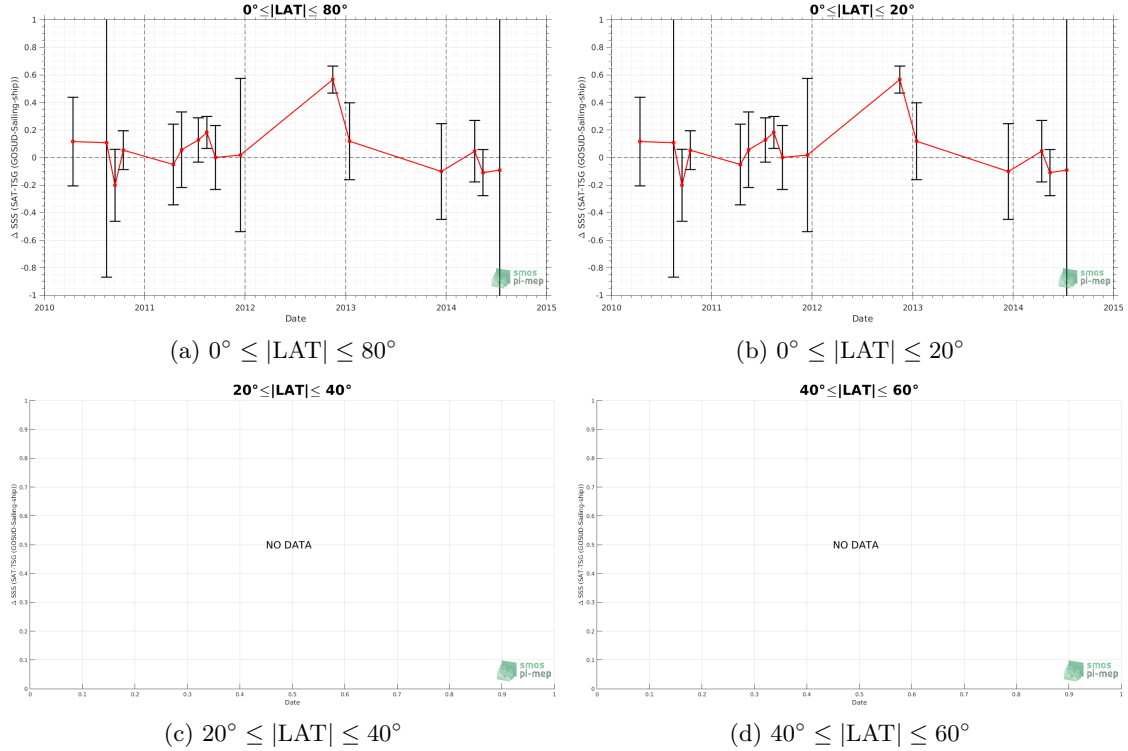 0°≤|LAT|≤ 80°
1
0.8
0.6
0.4
0.2
0
-0.2
-0.4
-0.6
-0.8
-1
Δ SSS (SAT-TSG (GOSUD-Sailing-ship))
2010 2011 2012 2013 2014 2015
Date
smos
pi-mep
(a) 0° ≤ |LAT| ≤ 80°
0°≤|LAT|≤ 20°
1
0.8
0.6
0.4
0.2
0
-0.2
-0.4
-0.6
-0.8
-1
Δ SSS (SAT-TSG (GOSUD-Sailing-ship))
2010 2011 2012 2013 2014 2015
Date
smos
pi-mep
(b) 0° ≤ |LAT| ≤ 20°
20°≤|LAT|≤ 40°
1
0.9
0.8
0.7
0.6
0.5
0.4
0.3
0.2
0.1
0
Δ SSS (SAT-TSG (GOSUD-Sailing-ship))
NO DATA
0 0.1 0.2 0.3 0.4 0.5 0.6 0.7 0.8 0.9 1
Date
smos
pi-mep
(c) 20° ≤ |LAT| ≤ 40°
40°≤|LAT|≤ 60°
1
0.9
0.8
0.7
0.6
0.5
0.4
0.3
0.2
0.1
0
Δ SSS (SAT-TSG (GOSUD-Sailing-ship))
NO DATA
0 0.1 0.2 0.3 0.4 0.5 0.6 0.7 0.8 0.9 1
Date
smos
pi-mep
(d) 40° ≤ |LAT| ≤ 60°